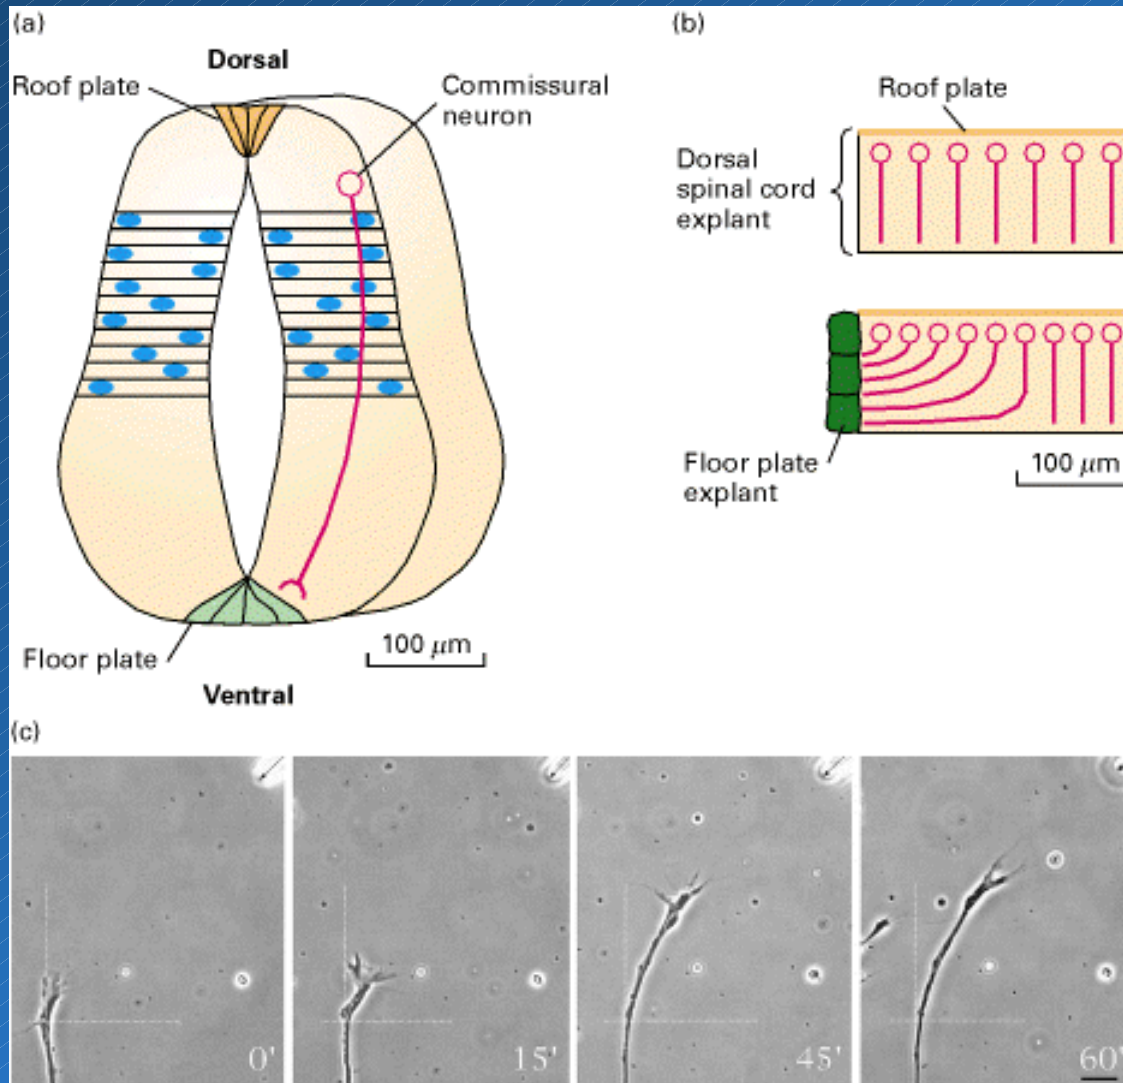 (a)
Dorsal
Roof plate
Commissural
neuron
Floor plate
100 μm
Ventral
(b)
Roof plate
Dorsal
spinal cord
explant
Floor plate
explant
100 μm
(c)
0'
15'
45'
60'